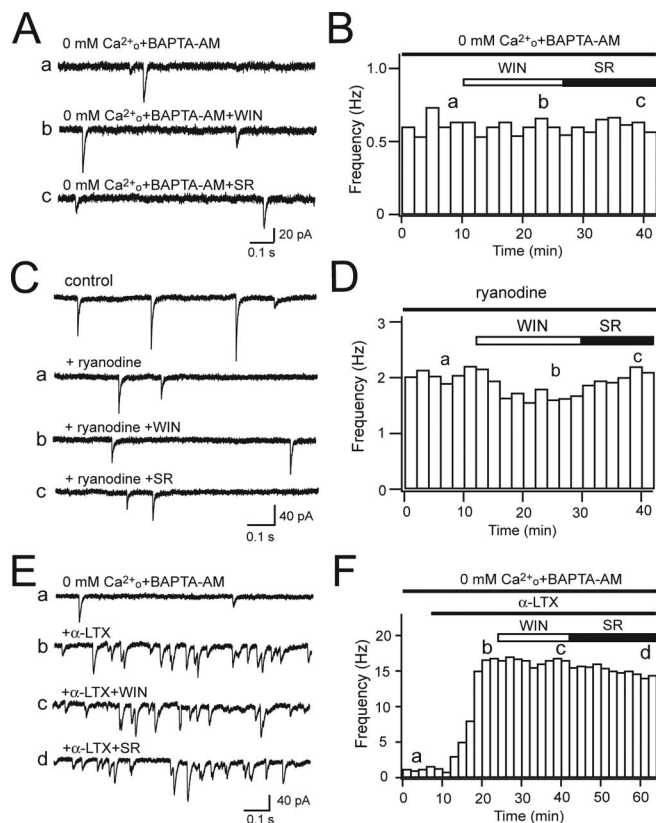 A
0 mM Ca²⁺o+BAPTA-AM
a
0 mM Ca²⁺o+BAPTA-AM+WIN
b
0 mM Ca²⁺o+BAPTA-AM+SR
c
20 pA
0.1 s
B
0 mM Ca²⁺o+BAPTA-AM
WIN SR
1.0
0.5
0
a b c
Frequency (Hz)
0 10 20 30 40
Time (min)
C
control
+ ryanodine
a
+ ryanodine +WIN
b
+ ryanodine +SR
c
40 pA
0.1 s
D
ryanodine
WIN SR
3
2
1
0
a b c
Frequency (Hz)
0 10 20 30 40
Time (min)
E
0 mM Ca²⁺o+BAPTA-AM
a
+α-LTX
b
+α-LTX+WIN
c
+α-LTX+SR
d
40 pA
0.1 s
F
0 mM Ca²⁺o+BAPTA-AM
α-LTX
WIN SR
20
15
10
5
0
a b c d
Frequency (Hz)
0 10 20 30 40 50 60
Time (min)